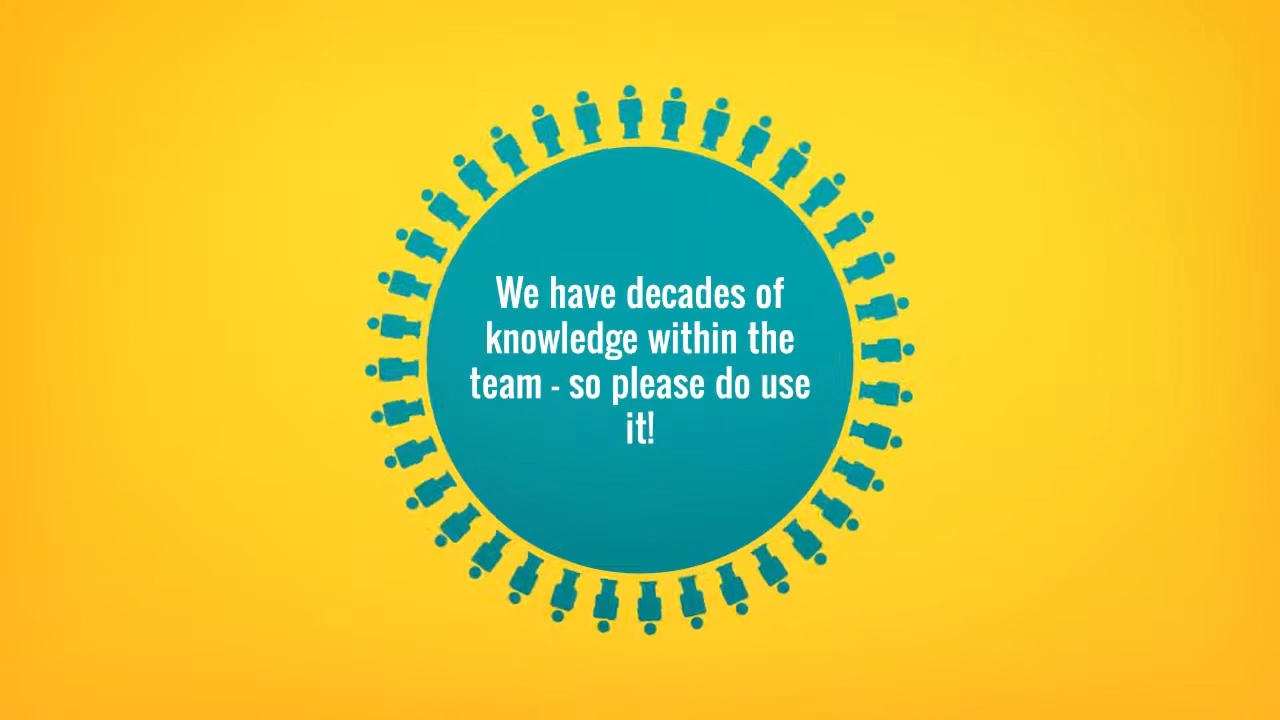 We have decades of
knowledge within the
team - so please do use
it!